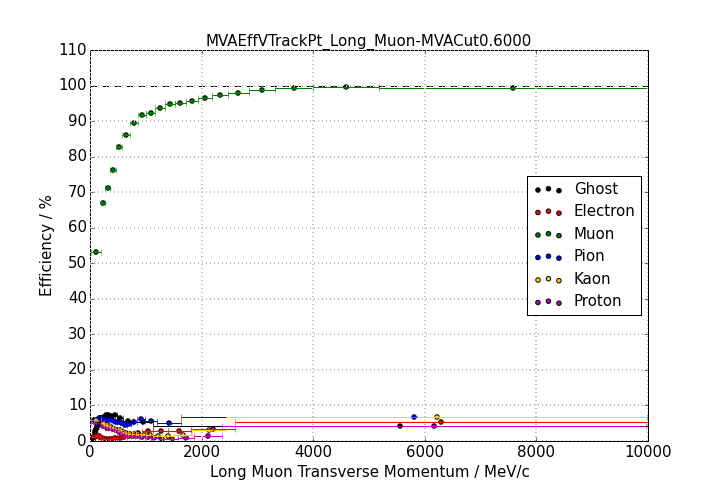 MVAEffVTrackPt_Long_Muon-MVACut0.6000
110
100
90
80
70
60
50
40
30
20
10
0
Efficiency / %
Ghost
Electron
Muon
Pion
Kaon
Proton
0 2000 4000 6000 8000 10000
Long Muon Transverse Momentum / MeV/c